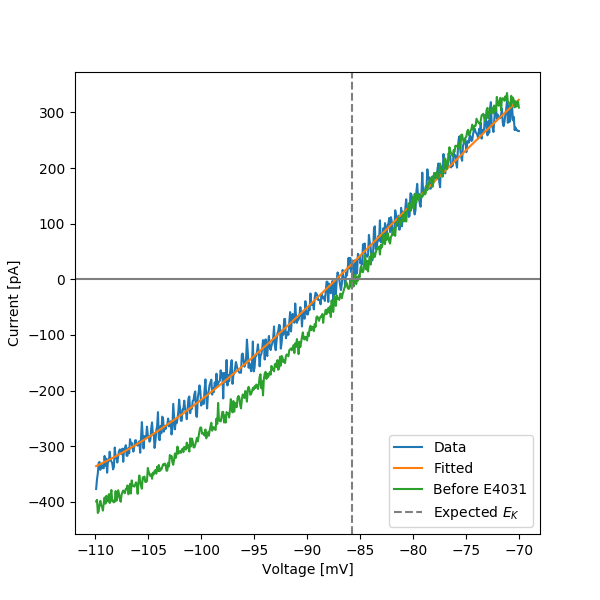 300
200
100
0
−100
−200
−300
−400
Current [pA]
Data
Fitted
Before E4031
Expected E_K
−110 −105 −100 −95 −90 −85 −80 −75 −70
Voltage [mV]